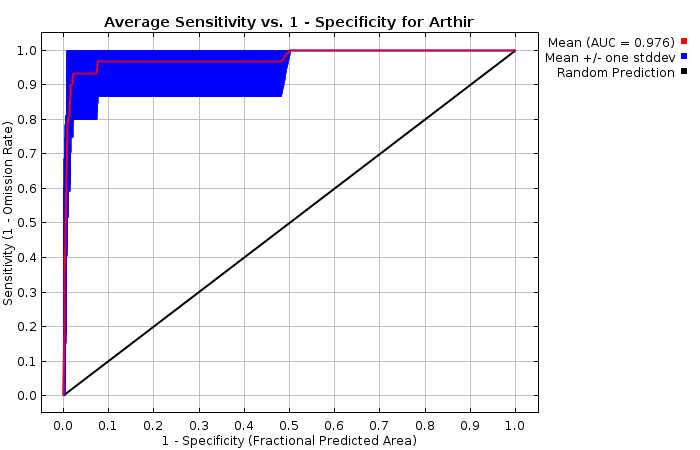 Average Sensitivity vs. 1 - Specificity for Arthir
Mean (AUC = 0.976)
Mean +/- one stddev
Random Prediction
Sensitivity (1 - Omission Rate)
1.0
0.9
0.8
0.7
0.6
0.5
0.4
0.3
0.2
0.1
0.0
0.0 0.1 0.2 0.3 0.4 0.5 0.6 0.7 0.8 0.9 1.0
1 - Specificity (Fractional Predicted Area)